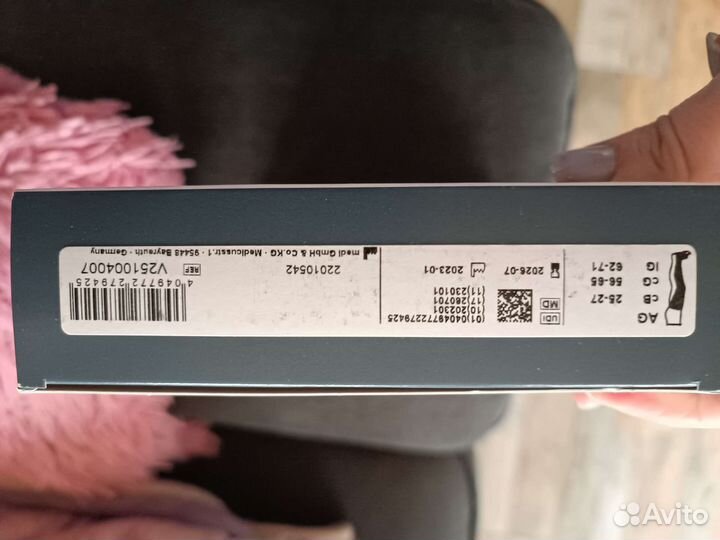 AG
cB 25-27
cG 56-65
lG 62-71
UDI
MD
(01)04049772279425
(10)202301
(17)260701
(11)230101
2026-07
2023-01
22010542
medi GmbH & Co.KG · Medicusstr.1 · 95448 Bayreuth · Germany
4 049772 279425
REF V251004007
Avito